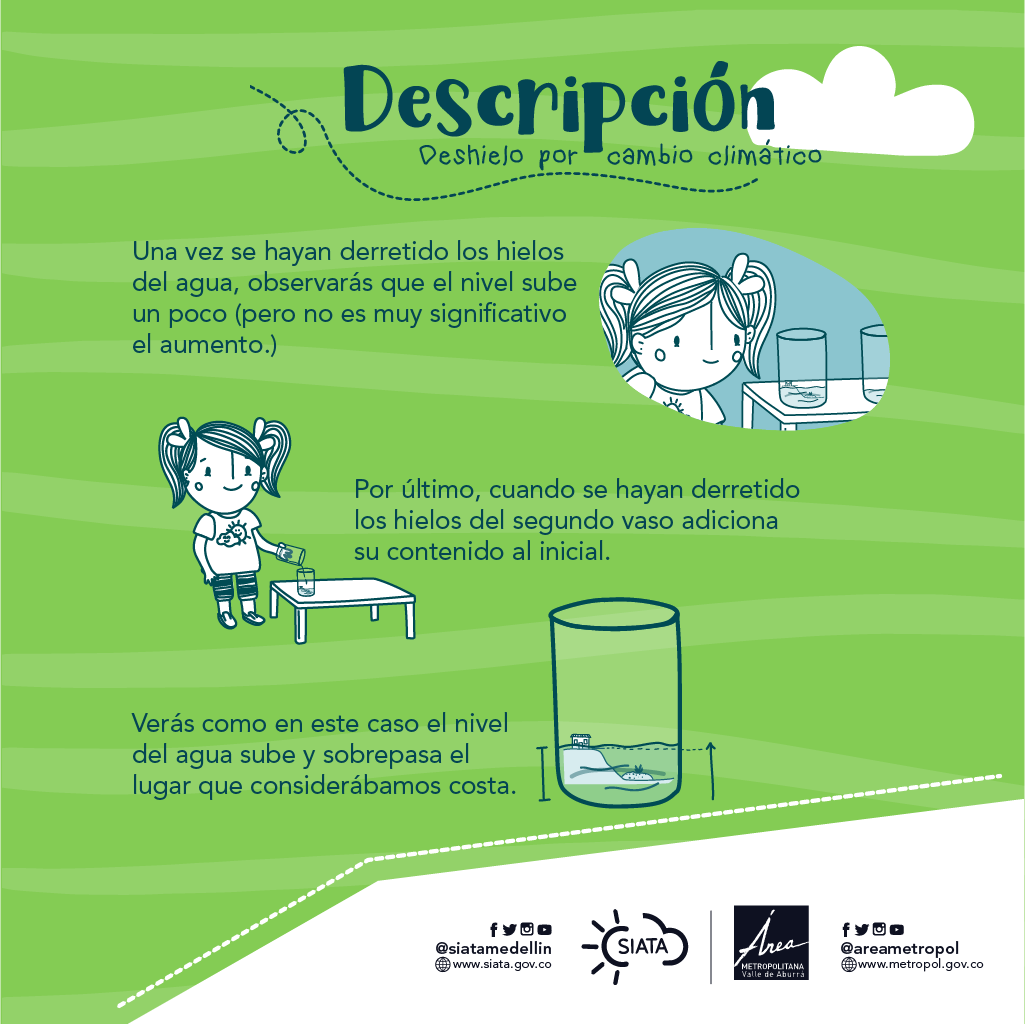 Descripción
Deshielo por cambio climático
Una vez se hayan derretido los hielos
del agua, observarás que el nivel sube
un poco (pero no es muy significativo
el aumento.)
Por último, cuando se hayan derretido
los hielos del segundo vaso adiciona
su contenido al inicial.
Verás como en este caso el nivel
del agua sube y sobrepasa el
lugar que considerábamos costa.
@siatamedellin
www.siata.gov.co
SIATA
Área
METROPOLITANA
Valle de Aburrá
@areametropol
www.metropol.gov.co